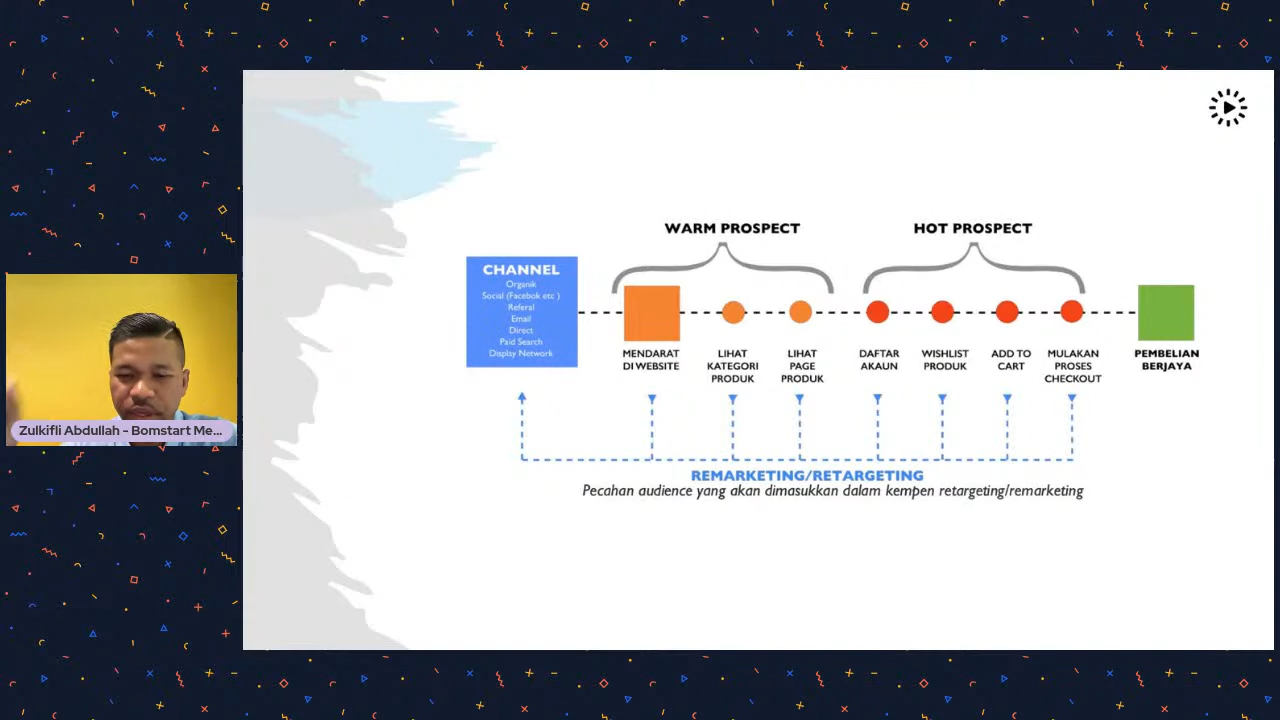 WARM PROSPECT
HOT PROSPECT
CHANNEL
Organik
Social (Facebok etc )
Referal
Email
Direct
Paid Search
Display Network
MENDARAT
DI WEBSITE
LIHAT
KATEGORI
PRODUK
LIHAT
PAGE
PRODUK
DAFTAR
AKAUN
WISHLIST
PRODUK
ADD TO
CART
MULAKAN
PROSES
CHECKOUT
PEMBELIAN
BERJAYA
REMARKETING/RETARGETING
Pecahan audience yang akan dimasukkan dalam kempen retargeting/remarketing
Zulkifli Abdullah - Bomstart Me...